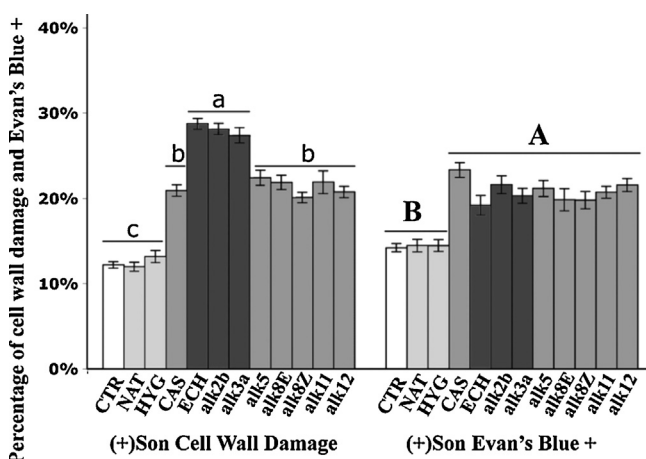 Percentage of cell wall damage and Evan's Blue +
40%
30%
20%
10%
0%
c
b
a
b
B
A
CTR
NAT
HYG
CAS
ECH
alk2b
alk3a
alk5
alk8E
alk8Z
alk11
alk12
CTR
NAT
HYG
CAS
ECH
alk2b
alk3a
alk5
alk8E
alk8Z
alk11
alk12
(+)Son Cell Wall Damage
(+)Son Evan's Blue +